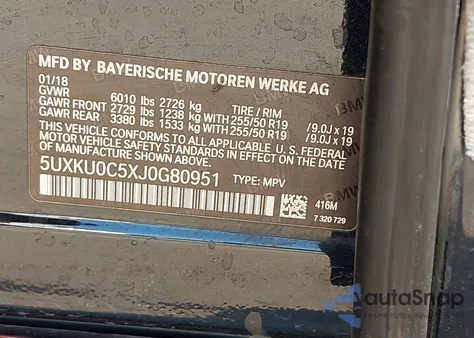 MFD BY BAYERISCHE MOTOREN WERKE AG
01/18
GVWR 6010 lbs 2726 kg TIRE / RIM
GAWR FRONT 2729 lbs 1238 kg WITH: 255/50 R19 /9.0J x 19
GAWR REAR 3380 lbs 1533 kg WITH: 255/50 R19 /9.0J x 19
THIS VEHICLE CONFORMS TO ALL APPLICABLE U.S.
MOTOR VEHICLE SAFETY STANDARDS IN EFFECT ON
THE DATE OF MANUFACTURE SHOWN ABOVE.
5UXKU0C5XJ0G80951 TYPE: MPV
416M
7 320 729
autoSnap